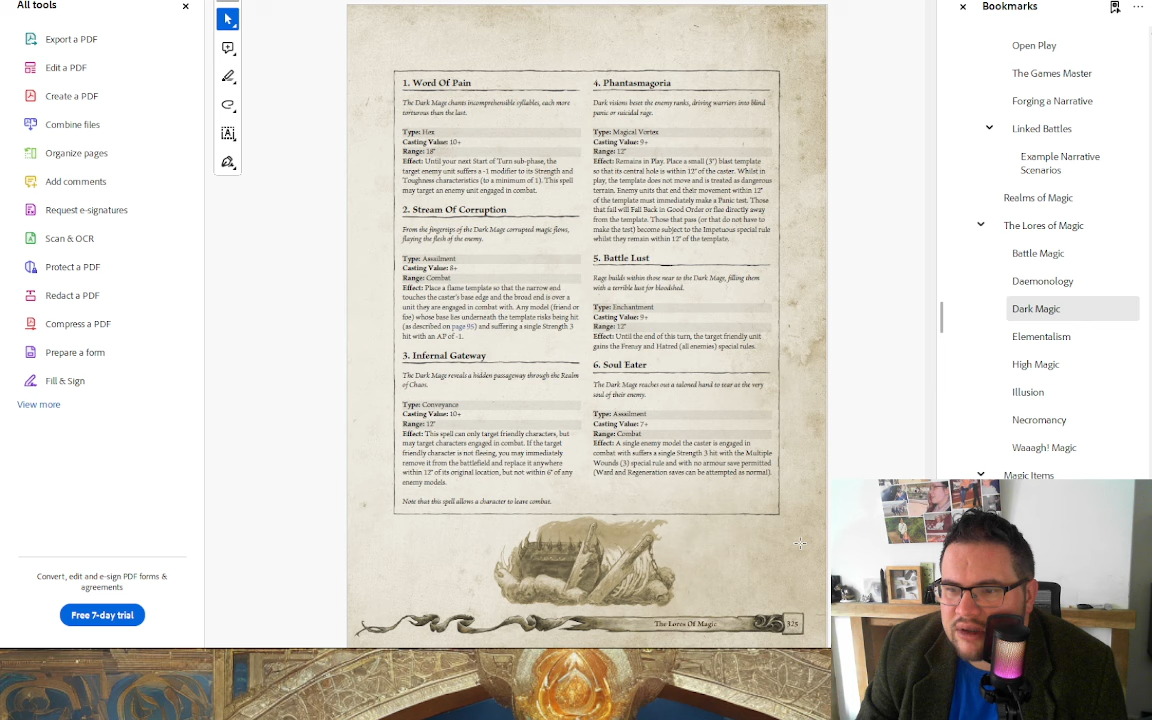 All tools
Export a PDF
Edit a PDF
Create a PDF
Combine files
Organize pages
Add comments
Request e-signatures
Scan & OCR
Protect a PDF
Redact a PDF
Compress a PDF
Prepare a form
Fill & Sign
View more
Convert, edit and e-sign PDF forms &
agreements
Free 7-day trial
1. Word Of Pain
The Dark Mage chants incomprehensible syllables, each more
torturous than the last.
Type: Hex
Casting Value: 10+
Range: 18"
Effect: Until your next Start of Turn sub-phase, the
target enemy unit suffers a -1 modifier to its Strength and
Toughness characteristics (to a minimum of 1). This spell
may target an enemy unit engaged in combat.
2. Stream Of Corruption
From the fingertips of the Dark Mage corrupted magic flows,
flaying the flesh of the enemy.
Type: Assailment
Casting Value: 8+
Range: Combat
Effect: Place a flame template so that the narrow end
touches the caster's base edge and the broad end is over a
unit they are engaged in combat with. Any model (friend or
foe) whose base lies underneath the template risks being hit
(as described on page 95) and suffering a single Strength 3
hit with an AP of -1.
3. Infernal Gateway
The Dark Mage reveals a hidden passageway through the Realm
of Chaos.
Type: Conveyance
Casting Value: 10+
Range: 12"
Effect: This spell can only target friendly characters, but
may target characters engaged in combat. If the target
friendly character is not fleeing, you may immediately
remove it from the battlefield and replace it anywhere
within 12" of its original location, but not within 6" of any
enemy models.
Note that this spell allows a character to leave combat.
4. Phantasmagoria
Dark visions beset the enemy ranks, driving warriors into blind
panic or suicidal rage.
Type: Magical Vortex
Casting Value: 9+
Range: 12"
Effect: Remains in Play. Place a small (3") blast template
so that its central hole is within 12" of the caster. Whilst in
play, the template does not move and is treated as dangerous
terrain. Enemy units that end their movement within 12"
of the template must immediately make a Panic test. Those
that fail will Fall Back in Good Order or flee directly away
from the template. Those that pass (or that do not have to
make the test) become subject to the Impetuous special rule
whilst they remain within 12" of the template.
5. Battle Lust
Rage builds within those near to the Dark Mage, filling them
with a terrible lust for bloodshed.
Type: Enchantment
Casting Value: 9+
Range: 12"
Effect: Until the end of this turn, the target friendly unit
gains the Frenzy and Hatred (all enemies) special rules.
6. Soul Eater
The Dark Mage reaches out a taloned hand to tear at the very
soul of their enemy.
Type: Assailment
Casting Value: 7+
Range: Combat
Effect: A single enemy model the caster is engaged in
combat with suffers a single Strength 3 hit with the Multiple
Wounds (3) special rule and with no armour save permitted
(Ward and Regeneration saves can be attempted as normal).
The Lores Of Magic
325
Bookmarks
Open Play
The Games Master
Forging a Narrative
Linked Battles
Example Narrative
Scenarios
Realms of Magic
The Lores of Magic
Battle Magic
Daemonology
Dark Magic
Elementalism
High Magic
Illusion
Necromancy
Waaagh! Magic
Magic Items